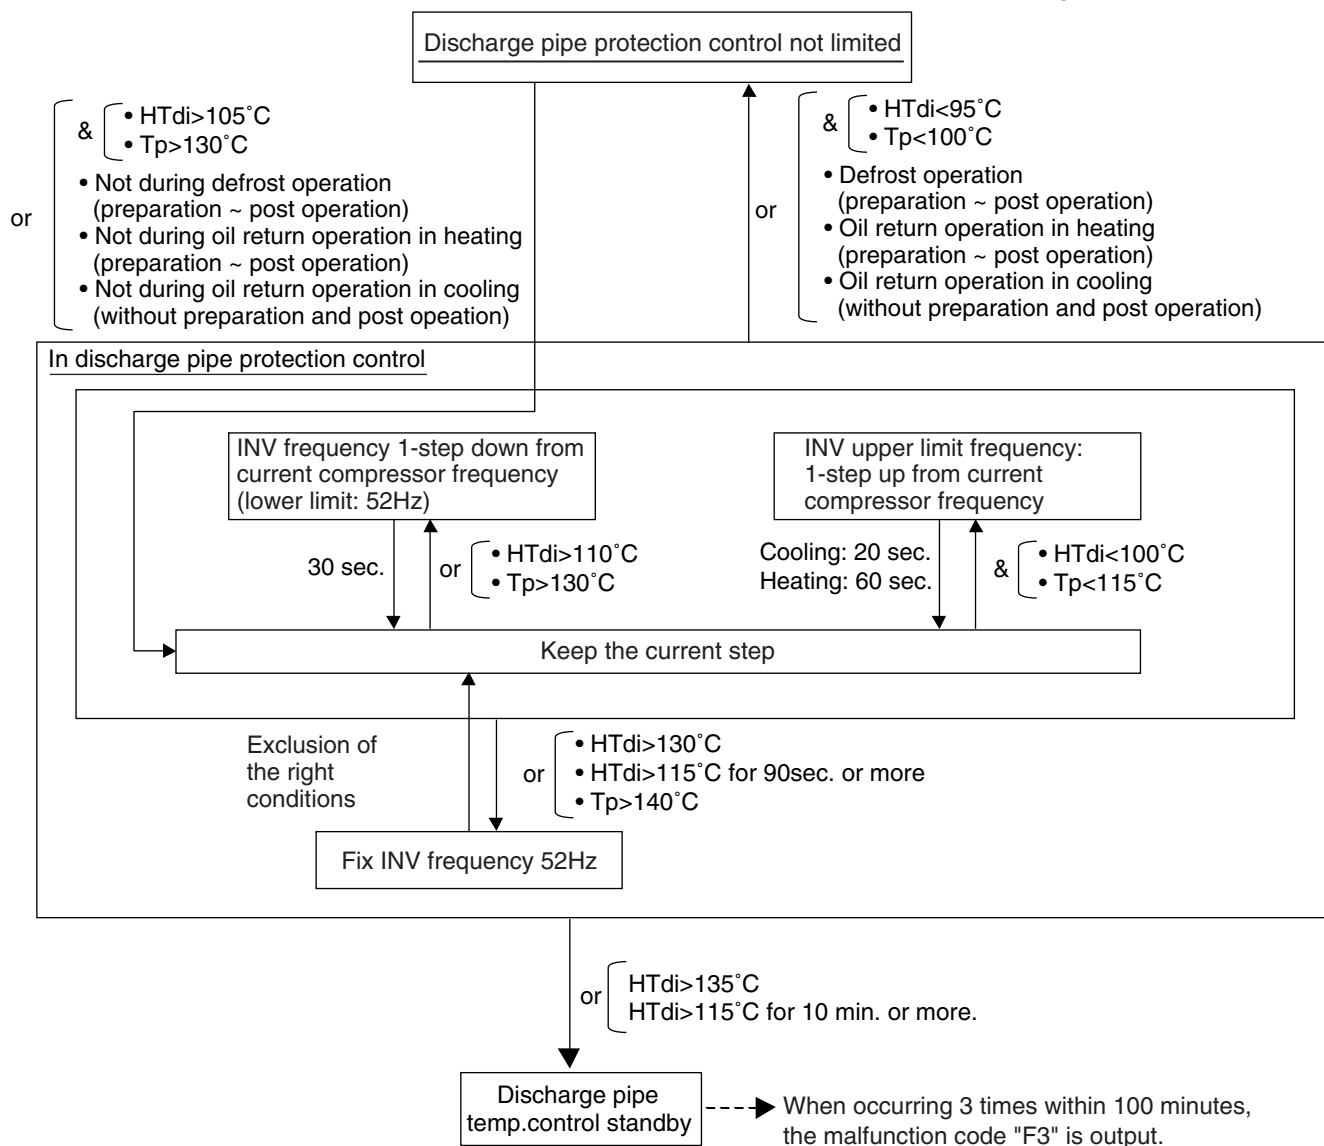 Discharge pipe protection control not limited
or
&
• HTdi>105˚C
• Tp>130˚C
• Not during defrost operation
(preparation ~ post operation)
• Not during oil return operation in heating
(preparation ~ post operation)
• Not during oil return operation in cooling
(without preparation and post opeation)
or
&
• HTdi<95˚C
• Tp<100˚C
• Defrost operation
(preparation ~ post operation)
• Oil return operation in heating
(preparation ~ post operation)
• Oil return operation in cooling
(without preparation and post operation)
In discharge pipe protection control
INV frequency 1-step down from
current compressor frequency
(lower limit: 52Hz)
INV upper limit frequency:
1-step up from current
compressor frequency
30 sec.
or
• HTdi>110˚C
• Tp>130˚C
Cooling: 20 sec.
Heating: 60 sec.
&
• HTdi<100˚C
• Tp<115˚C
Keep the current step
Exclusion of
the right
conditions
or
• HTdi>130˚C
• HTdi>115˚C for 90sec. or more
• Tp>140˚C
Fix INV frequency 52Hz
or
HTdi>135˚C
HTdi>115˚C for 10 min. or more.
Discharge pipe
temp.control standby
When occurring 3 times within 100 minutes,
the malfunction code "F3" is output.